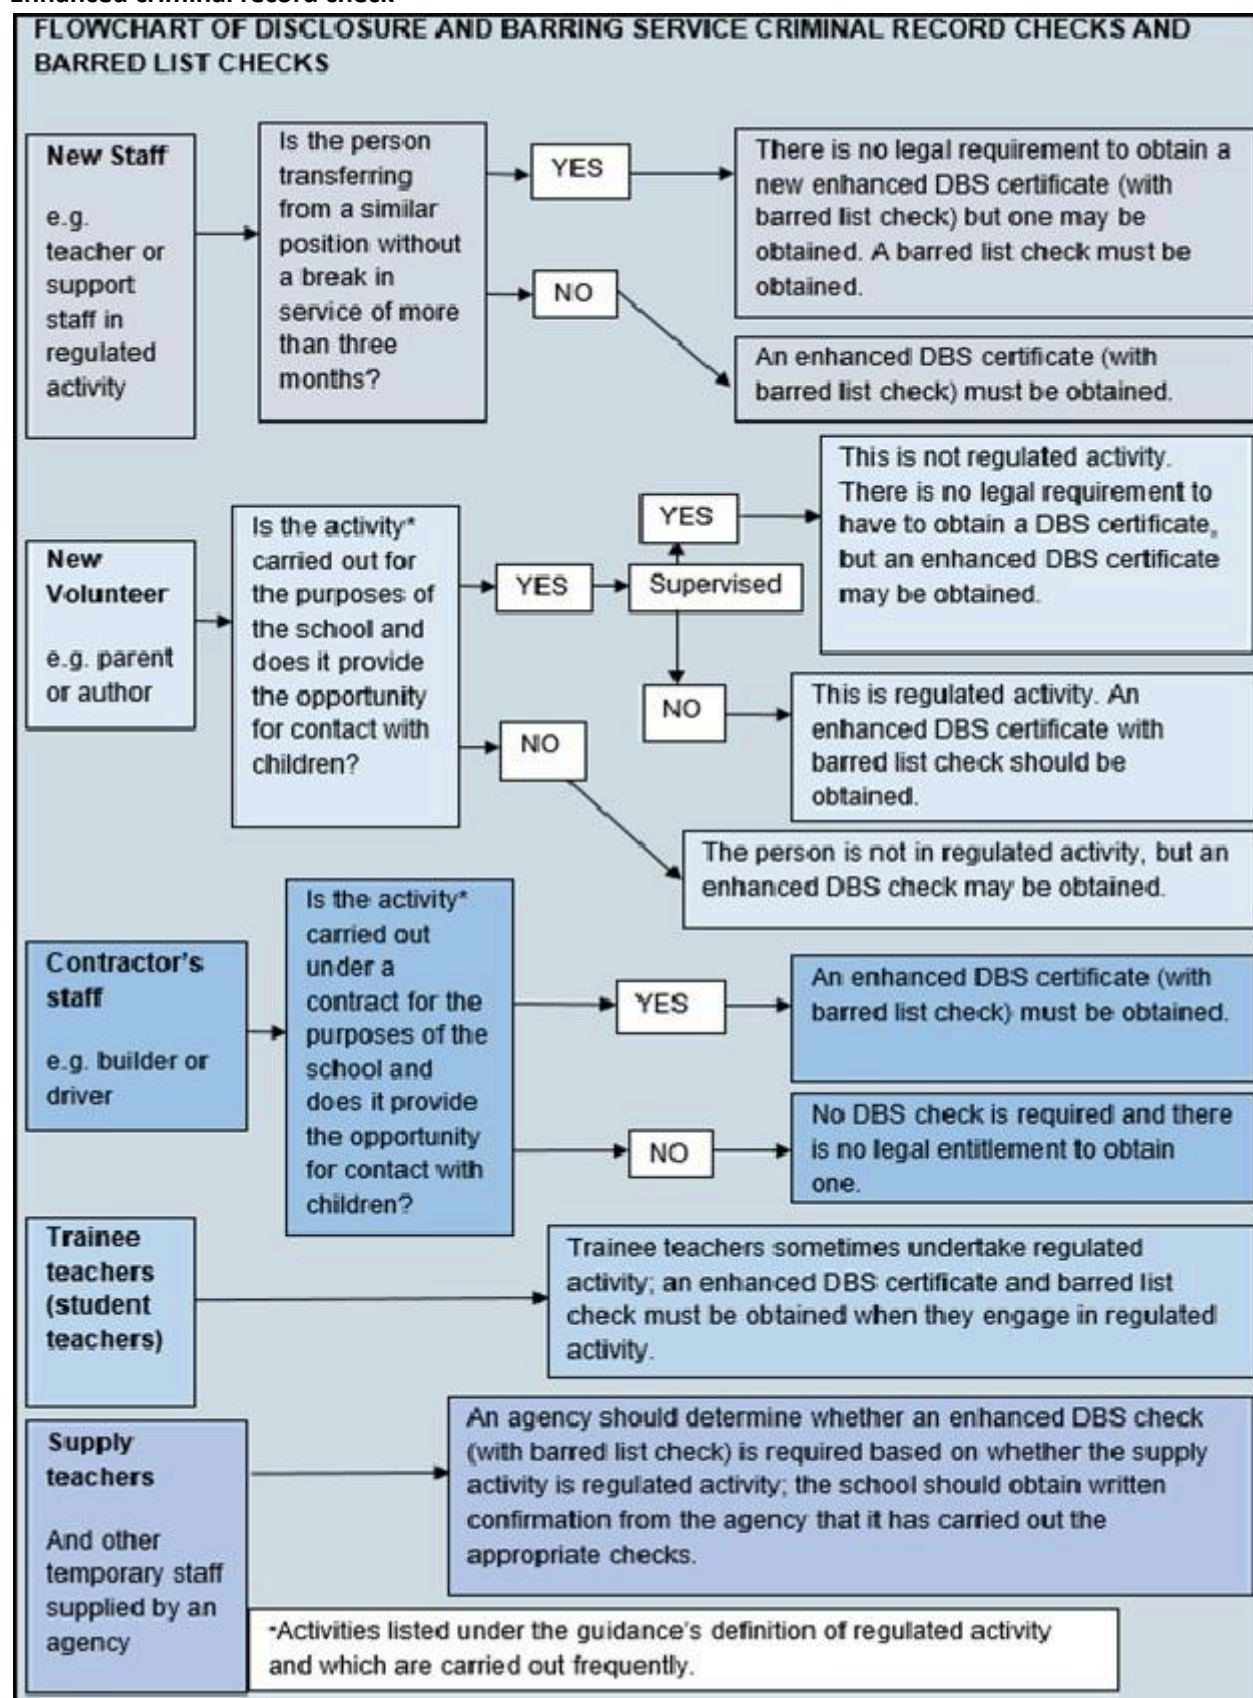 Enhanced criminal record check
FLOWCHART OF DISCLOSURE AND BARRING SERVICE CRIMINAL RECORD CHECKS AND
BARRED LIST CHECKS
New Staff
e.g.
teacher or
support
staff in
regulated
activity
Is the person
transferring
from a similar
position without
a break in
service of more
than three
months?
YES
There is no legal requirement to obtain a
new enhanced DBS certificate (with
barred list check) but one may be
obtained. A barred list check must be
obtained.
NO
An enhanced DBS certificate (with
barred list check) must be obtained.
New
Volunteer
e.g. parent
or author
Is the activity*
carried out for
the purposes of
the school and
does it provide
the opportunity
for contact with
children?
YES
Supervised
YES
This is not regulated activity.
There is no legal requirement to
have to obtain a DBS certificate,
but an enhanced DBS certificate
may be obtained.
NO
This is regulated activity. An
enhanced DBS certificate with
barred list check should be
obtained.
NO
The person is not in regulated activity, but an
enhanced DBS check may be obtained.
Contractor's
staff
e.g. builder or
driver
Is the activity*
carried out
under a
contract for the
purposes of the
school and
does it provide
the opportunity
for contact with
children?
YES
An enhanced DBS certificate (with
barred list check) must be obtained.
NO
No DBS check is required and there
is no legal entitlement to obtain
one.
Trainee
teachers
(student
teachers)
Trainee teachers sometimes undertake regulated
activity; an enhanced DBS certificate and barred list
check must be obtained when they engage in regulated
activity.
Supply
teachers
And other
temporary staff
supplied by an
agency
An agency should determine whether an enhanced DBS check
(with barred list check) is required based on whether the supply
activity is regulated activity; the school should obtain written
confirmation from the agency that it has carried out the
appropriate checks.
*Activities listed under the guidance's definition of regulated activity
and which are carried out frequently.